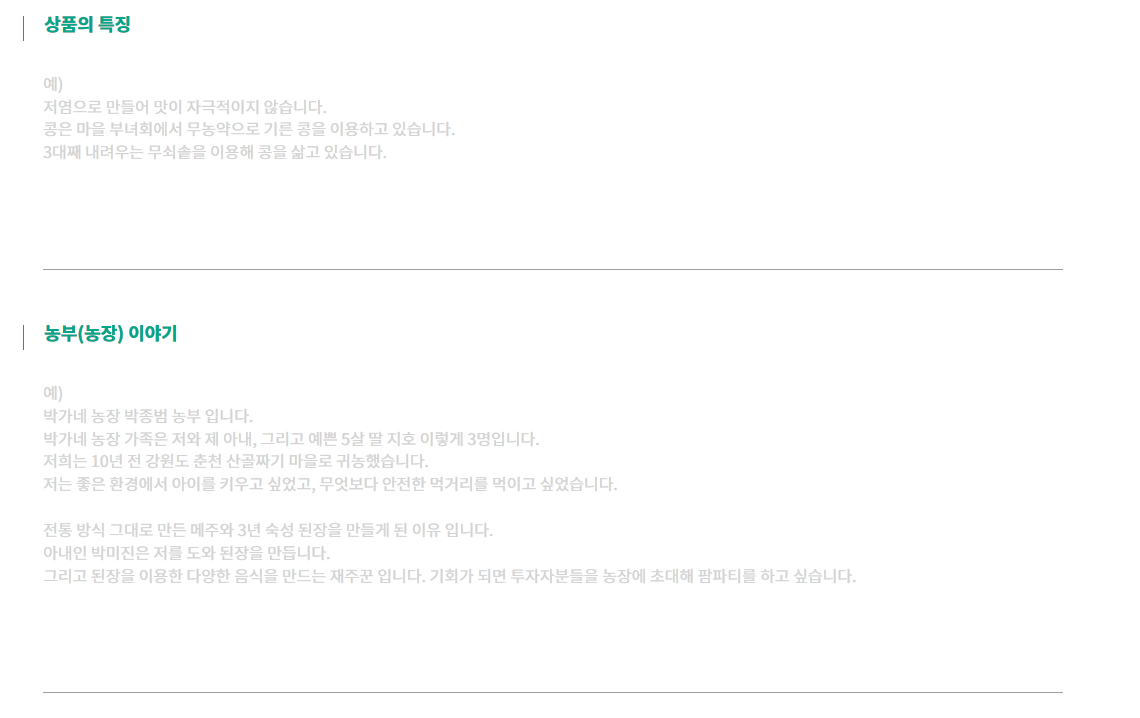 상품의 특징
예)
저염으로 만들어 맛이 자극적이지 않습니다.
콩은 마을 부녀회에서 무농약으로 기른 콩을 이용하고 있습니다.
3대째 내려우는 무쇠솥을 이용해 콩을 삶고 있습니다.
농부(농장) 이야기
예)
박가네 농장 박종범 농부 입니다.
박가네 농장 가족은 저와 제 아내, 그리고 예쁜 5살 딸 지호 이렇게 3명입니다.
저희는 10년 전 강원도 춘천 산골짜기 마을로 귀농했습니다.
저는 좋은 환경에서 아이를 키우고 싶었고, 무엇보다 안전한 먹거리를 먹이고 싶었습니다.
전통 방식 그대로 만든 메주와 3년 숙성 된장을 만들게 된 이유 입니다.
아내인 박미진은 저를 도와 된장을 만듭니다.
그리고 된장을 이용한 다양한 음식을 만드는 재주꾼 입니다. 기회가 되면 투자자분들을 농장에 초대해 팜파티를 하고 싶습니다.